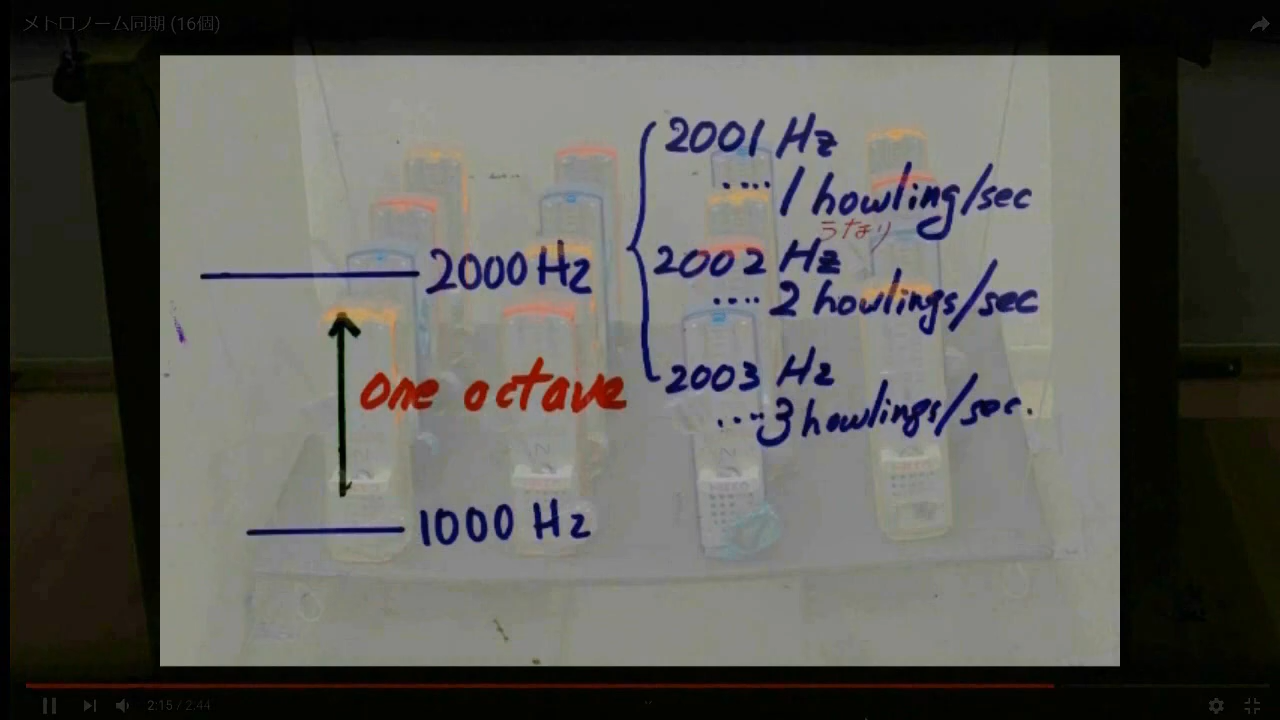 メトロノーム同期 (16個)
2001 Hz
.... 1 howling/sec
うなり
2000 Hz
2002 Hz
.... 2 howlings/sec
one octave
2003 Hz
.... 3 howlings/sec.
1000 Hz
2:15 / 2:44